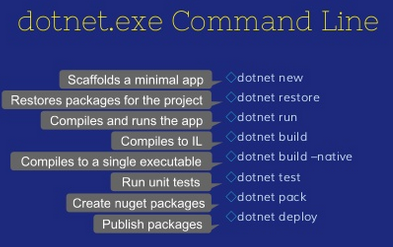 dotnet.exe Command Line
Scaffolds a minimal app dotnet new
Restores packages for the project dotnet restore
Compiles and runs the app dotnet run
Compiles to IL dotnet build
Compiles to a single executable dotnet build –native
Run unit tests dotnet test
Create nuget packages dotnet pack
Publish packages dotnet deploy